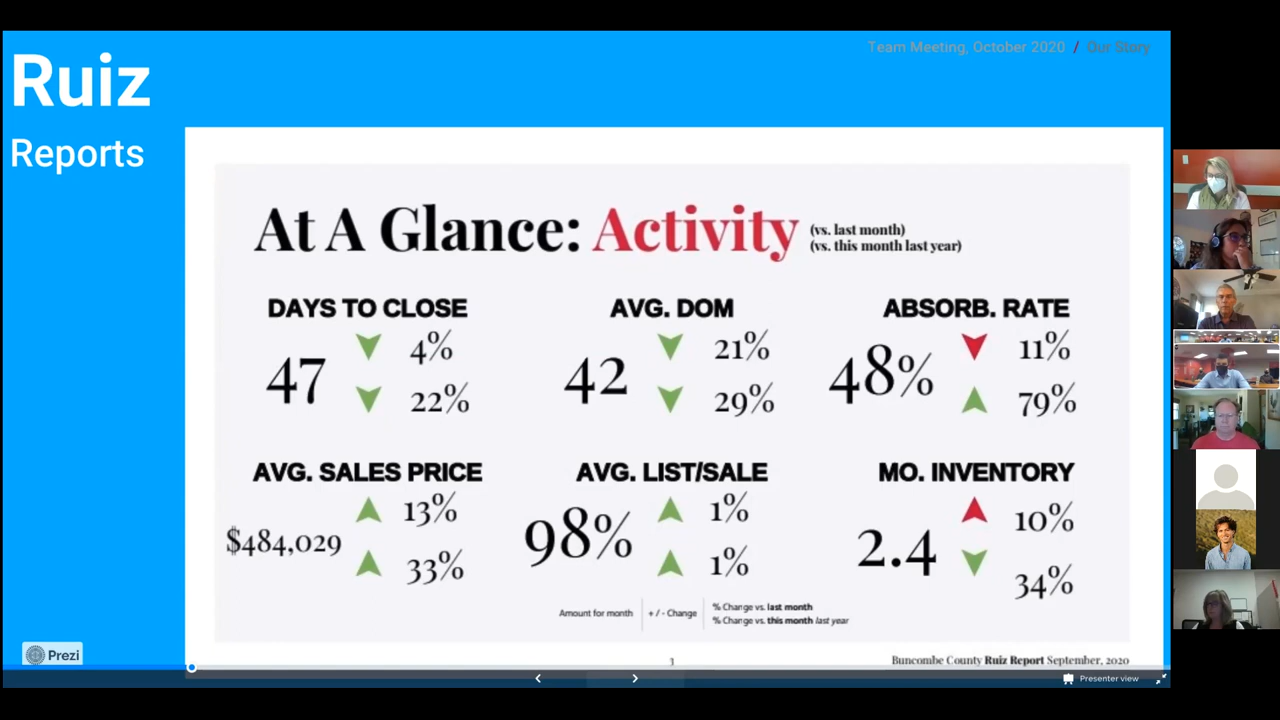 Team Meeting, October 2020 / Our Story
Ruiz
Reports
At A Glance: Activity
(vs. last month)
(vs. this month last year)
DAYS TO CLOSE
47
4%
22%
AVG. DOM
42
21%
29%
ABSORB. RATE
48%
11%
79%
AVG. SALES PRICE
$484,029
13%
33%
AVG. LIST/SALE
98%
1%
1%
MO. INVENTORY
2.4
10%
34%
Amount for month
+ / - Change
% Change vs. last month
% Change vs. this month last year
3
Buncombe County Ruiz Report September, 2020
Prezi
Presenter view